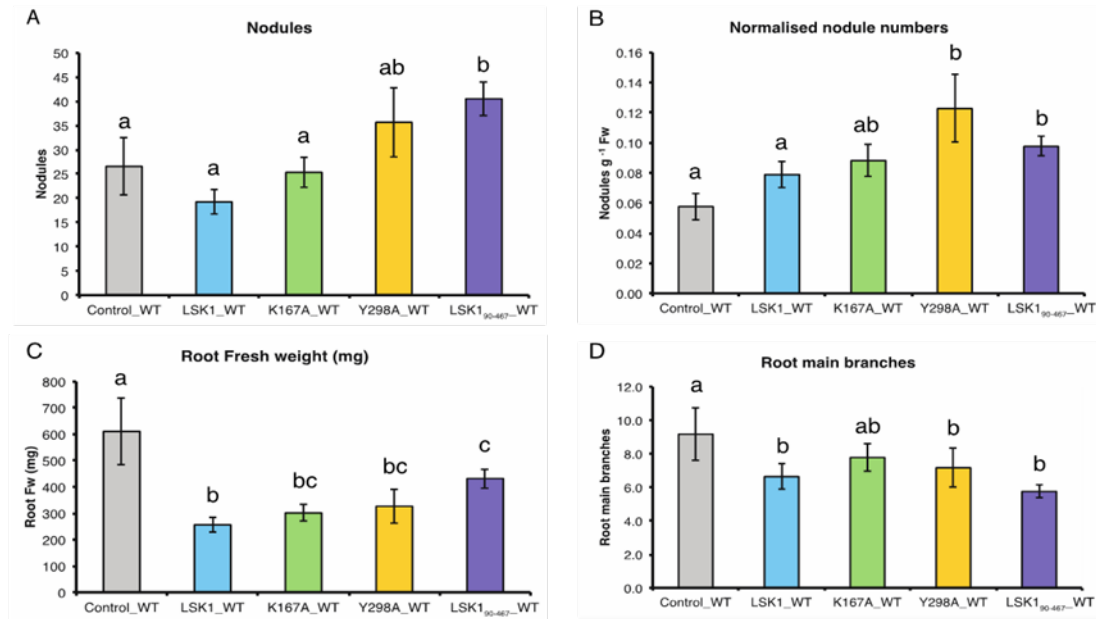 A
Nodules
Nodules
50
45
40
35
30
25
20
15
10
5
0
a
a
a
ab
b
Control_WT LSK1_WT K167A_WT Y298A_WT LSK1₉₀₋₄₆₇_WT
B
Normalised nodule numbers
Nodules g⁻¹ Fw
0.16
0.14
0.12
0.10
0.08
0.06
0.04
0.02
0.00
a
a
ab
b
b
Control_WT LSK1_WT K167A_WT Y298A_WT LSK1₉₀₋₄₆₇_WT
C
Root Fresh weight (mg)
Root Fw (mg)
800
700
600
500
400
300
200
100
0
a
b
bc
bc
c
Control_WT LSK1_WT K167A_WT Y298A_WT LSK1₉₀₋₄₆₇_WT
D
Root main branches
Root main branches
12.0
10.0
8.0
6.0
4.0
2.0
0.0
a
b
ab
b
b
Control_WT LSK1_WT K167A_WT Y298A_WT LSK1₉₀₋₄₆₇_WT